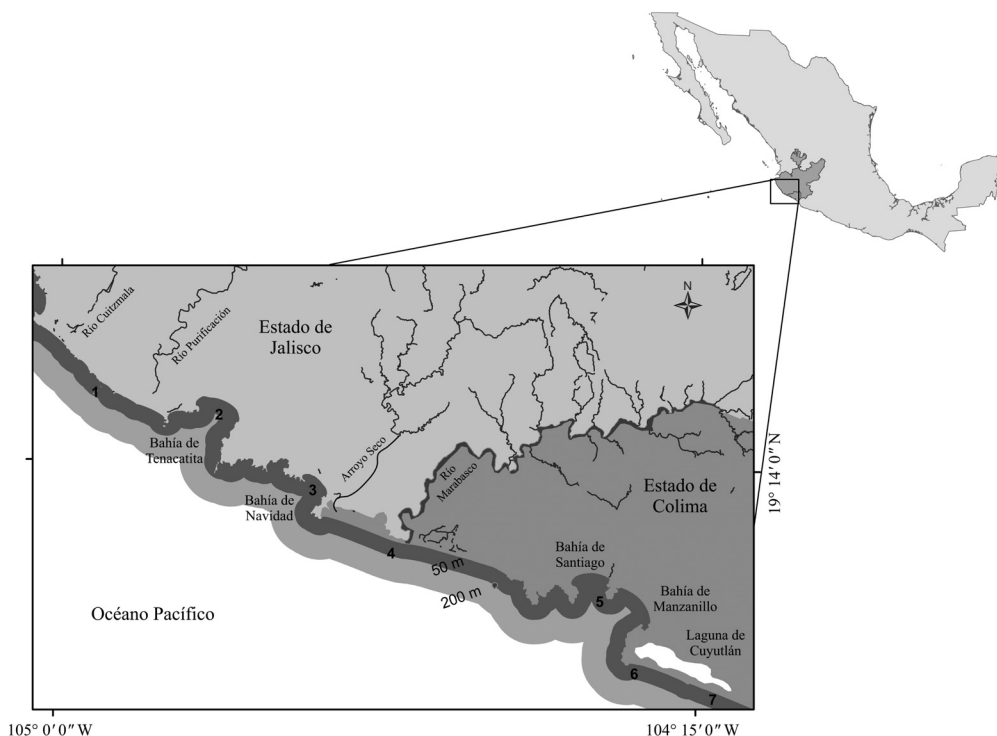 N
Río Cuitzmala
Río Purificación
Estado de
Jalisco
1
2
Bahía de
Tenacatita
Arroyo Seco
Río
Marabasco
19° 14′ 0″ N
3
Bahía de
Navidad
Estado de
Colima
4
50 m
200 m
Bahía de
Santiago
5
Bahía de
Manzanillo
Océano Pacífico
Laguna de
Cuyutlán
6
7
105° 0′ 0″ W
104° 15′ 0″ W